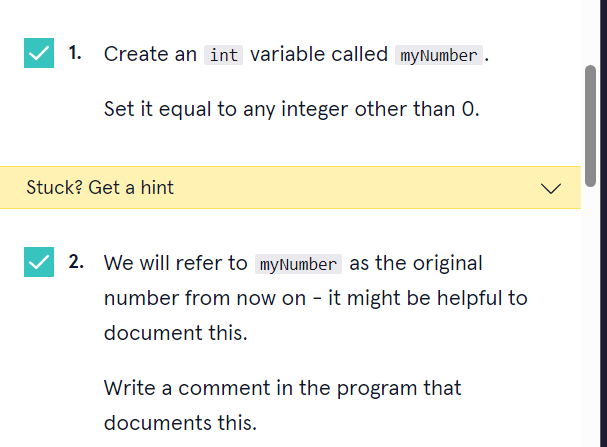 1. Create an int variable called myNumber.
Set it equal to any integer other than 0.
Stuck? Get a hint
2. We will refer to myNumber as the original
number from now on - it might be helpful to
document this.
Write a comment in the program that
documents this.